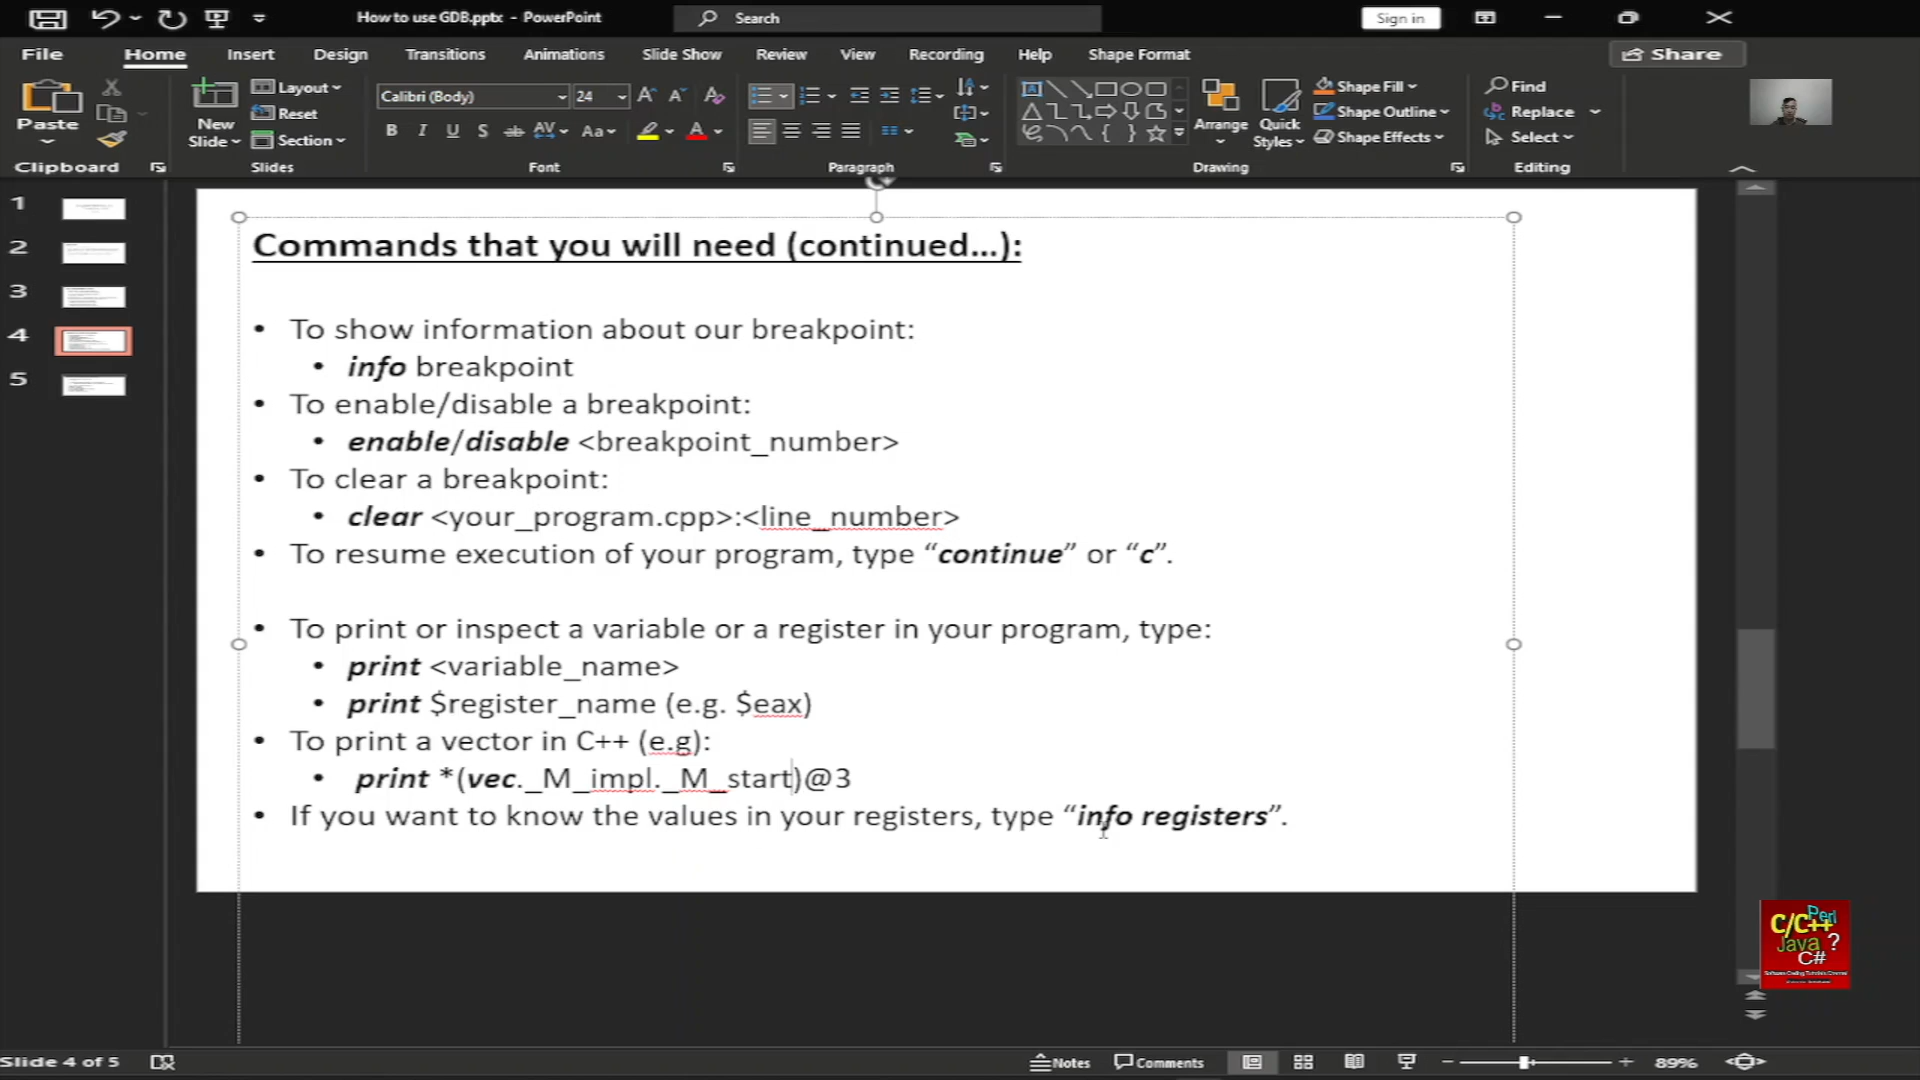 How to use GDB.pptx - PowerPoint
Search
Sign in
File
Home
Insert
Design
Transitions
Animations
Slide Show
Review
View
Recording
Help
Shape Format
Share
Paste
Clipboard
New
Slide
Layout
Reset
Section
Slides
Calibri (Body)
24
Font
Paragraph
Arrange
Quick
Styles
Shape Fill
Shape Outline
Shape Effects
Drawing
Find
Replace
Select
Editing
1
2
3
4
5
Commands that you will need (continued…):
• To show information about our breakpoint:
• info breakpoint
• To enable/disable a breakpoint:
• enable/disable <breakpoint_number>
• To clear a breakpoint:
• clear <your_program.cpp>:<line_number>
• To resume execution of your program, type “continue” or “c”.
• To print or inspect a variable or a register in your program, type:
• print <variable_name>
• print $register_name (e.g. $eax)
• To print a vector in C++ (e.g):
• print *(vec._M_impl._M_start)@3
• If you want to know the values in your registers, type “info registers”.
C/C++
Perl
Java
?
C#
Slide 4 of 5
Notes
Comments
89%